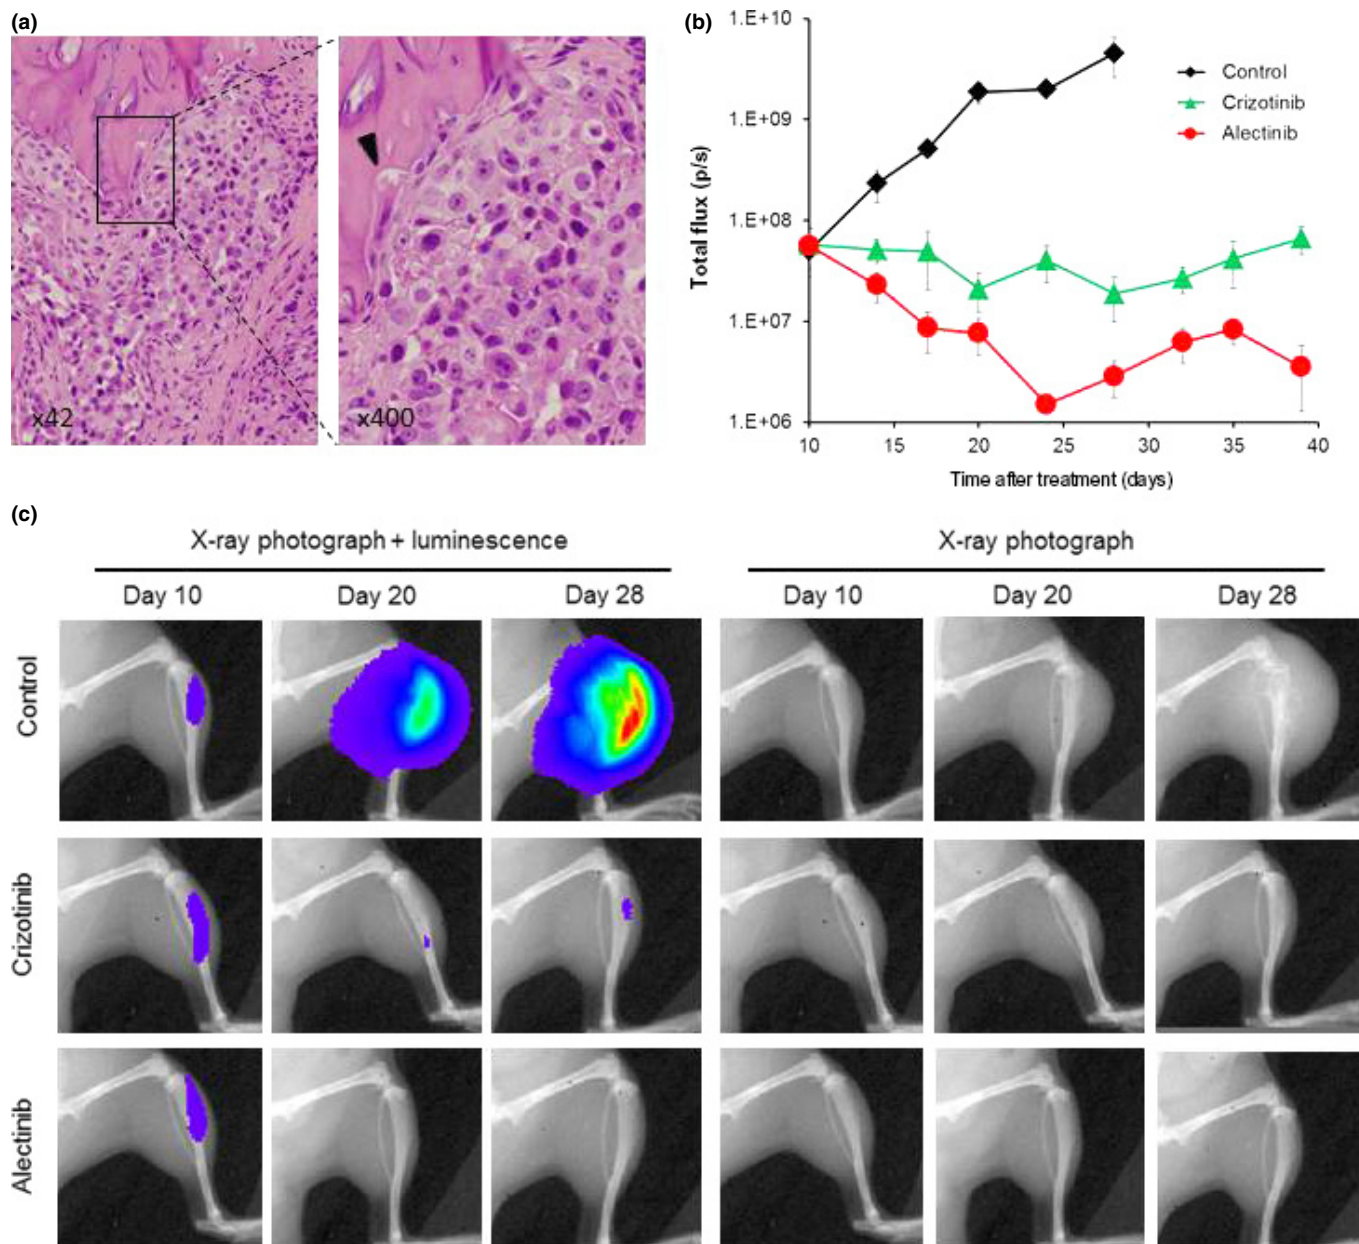 (a)
x42
x400
(b)
1.E+10
1.E+09
1.E+08
1.E+07
1.E+06
Total flux (p/s)
10 15 20 25 30 35 40
Time after treatment (days)
Control
Crizotinib
Alectinib
(c)
X-ray photograph + luminescence
X-ray photograph
Day 10 Day 20 Day 28 Day 10 Day 20 Day 28
Control
Crizotinib
Alectinib